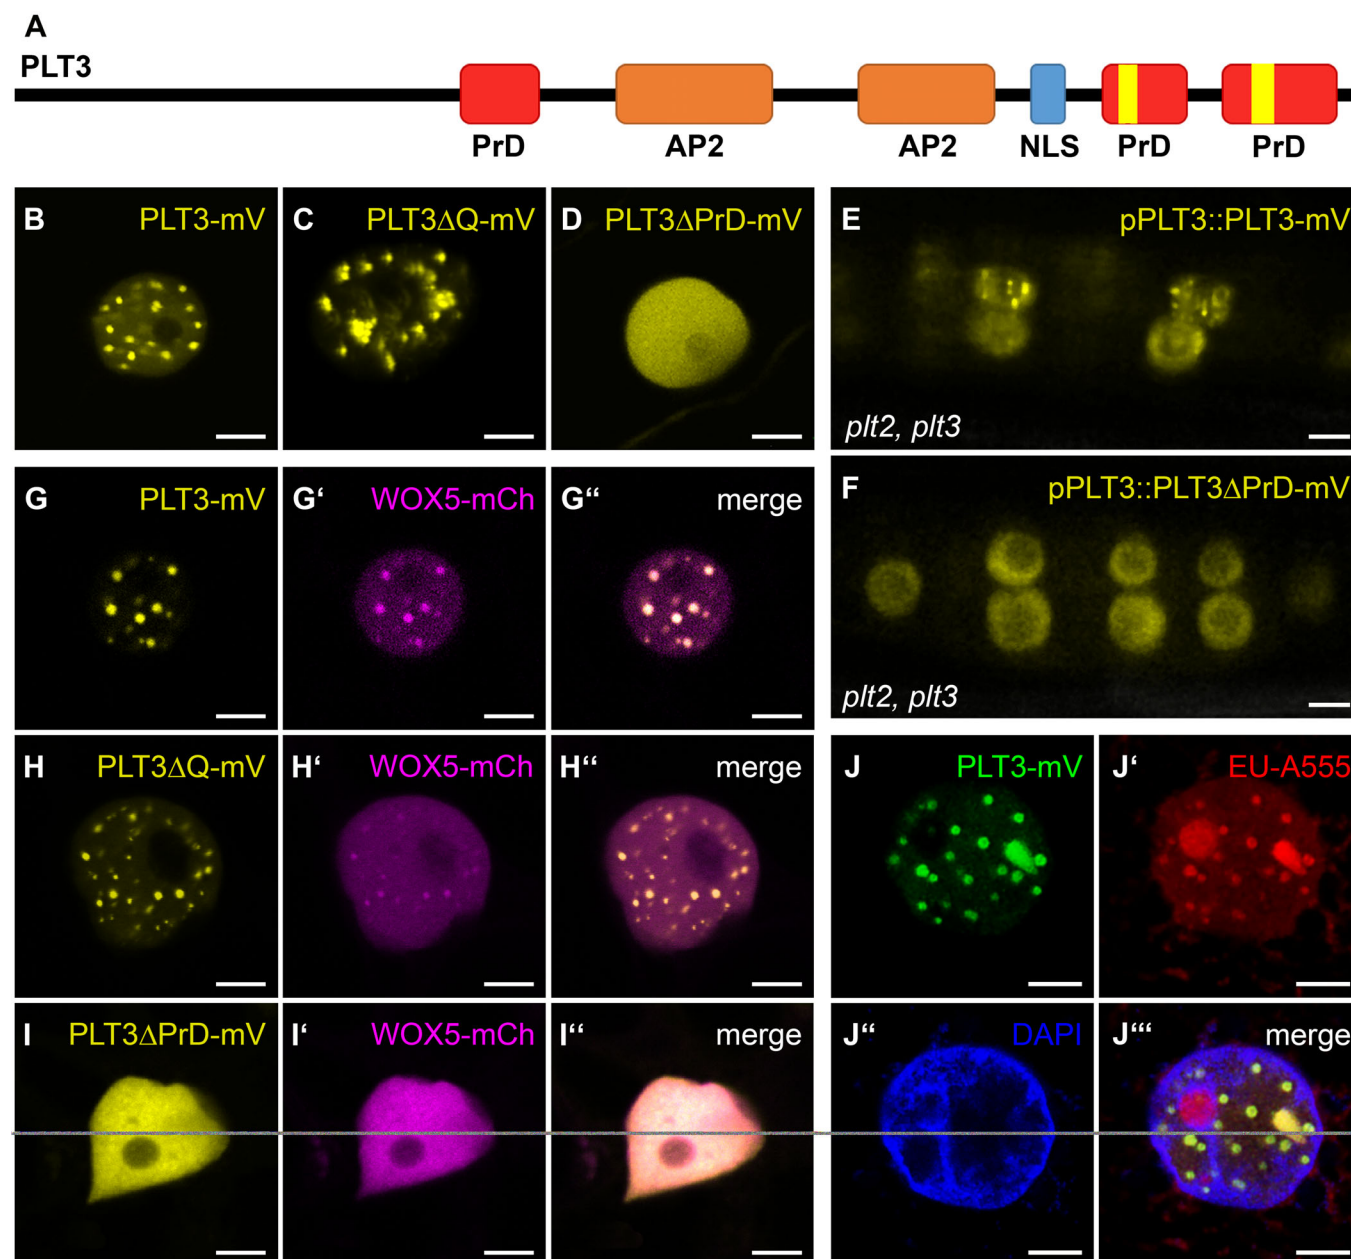 A
PLT3
PrD AP2 AP2 NLS PrD PrD
B PLT3-mV C PLT3ΔQ-mV D PLT3ΔPrD-mV E pPLT3::PLT3-mV
plt2, plt3
F pPLT3::PLT3ΔPrD-mV
plt2, plt3
G PLT3-mV G‘ WOX5-mCh G“ merge
H PLT3ΔQ-mV H‘ WOX5-mCh H“ merge J PLT3-mV J‘ EU-A555
I PLT3ΔPrD-mV I‘ WOX5-mCh I“ merge J“ DAPI J“‘ merge